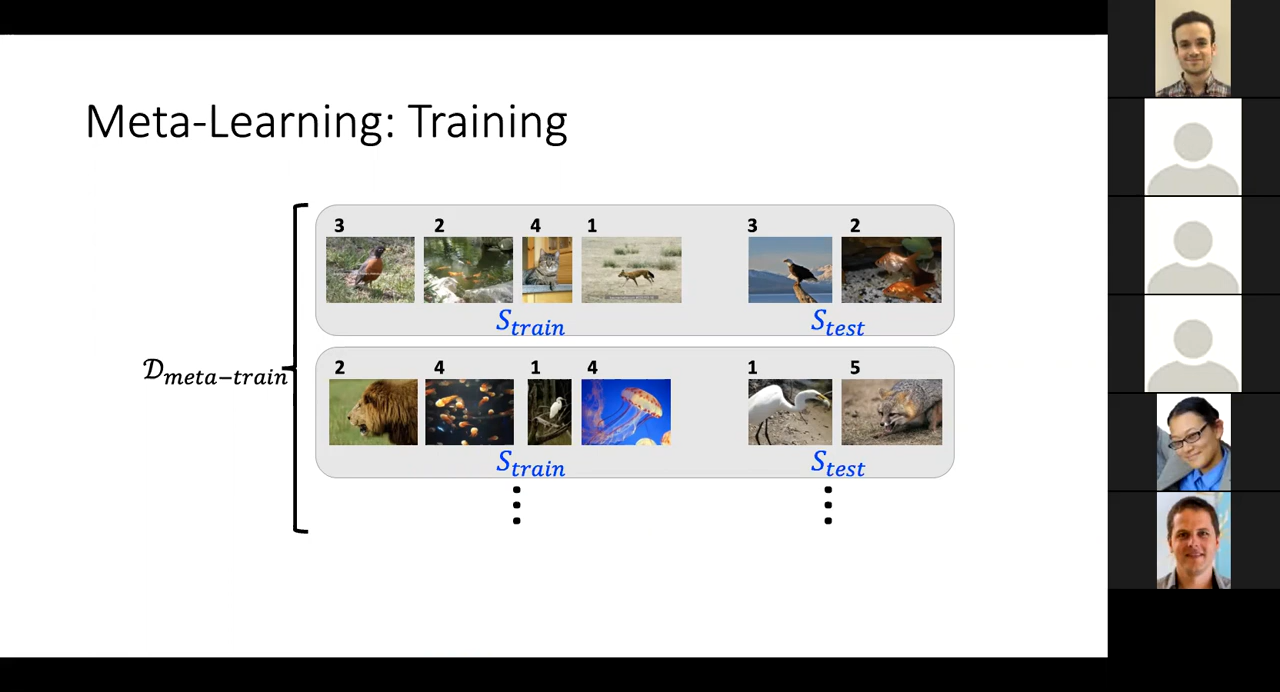 Meta-Learning: Training
3 2 4 1 3 2
S_train S_test
D_meta−train
2 4 1 4 1 5
S_train S_test